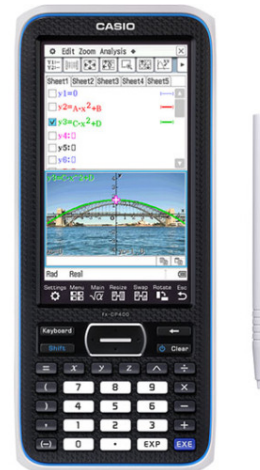 CASIO
Edit Zoom Analysis
Sheet1 Sheet2 Sheet3 Sheet4 Sheet5
y1=0
y2=A·x²+B
y3=C·x²+D
y4:
y5:
y6:
y3=C·x²+D
Rad Real
Settings Menu Main Resize Swap Rotate Esc
fx-CP400
Keyboard
Shift Clear
= x y z ^ ÷
( 7 8 9 ×
) 4 5 6 −
, 1 2 3 +
(−) 0 · EXP EXE